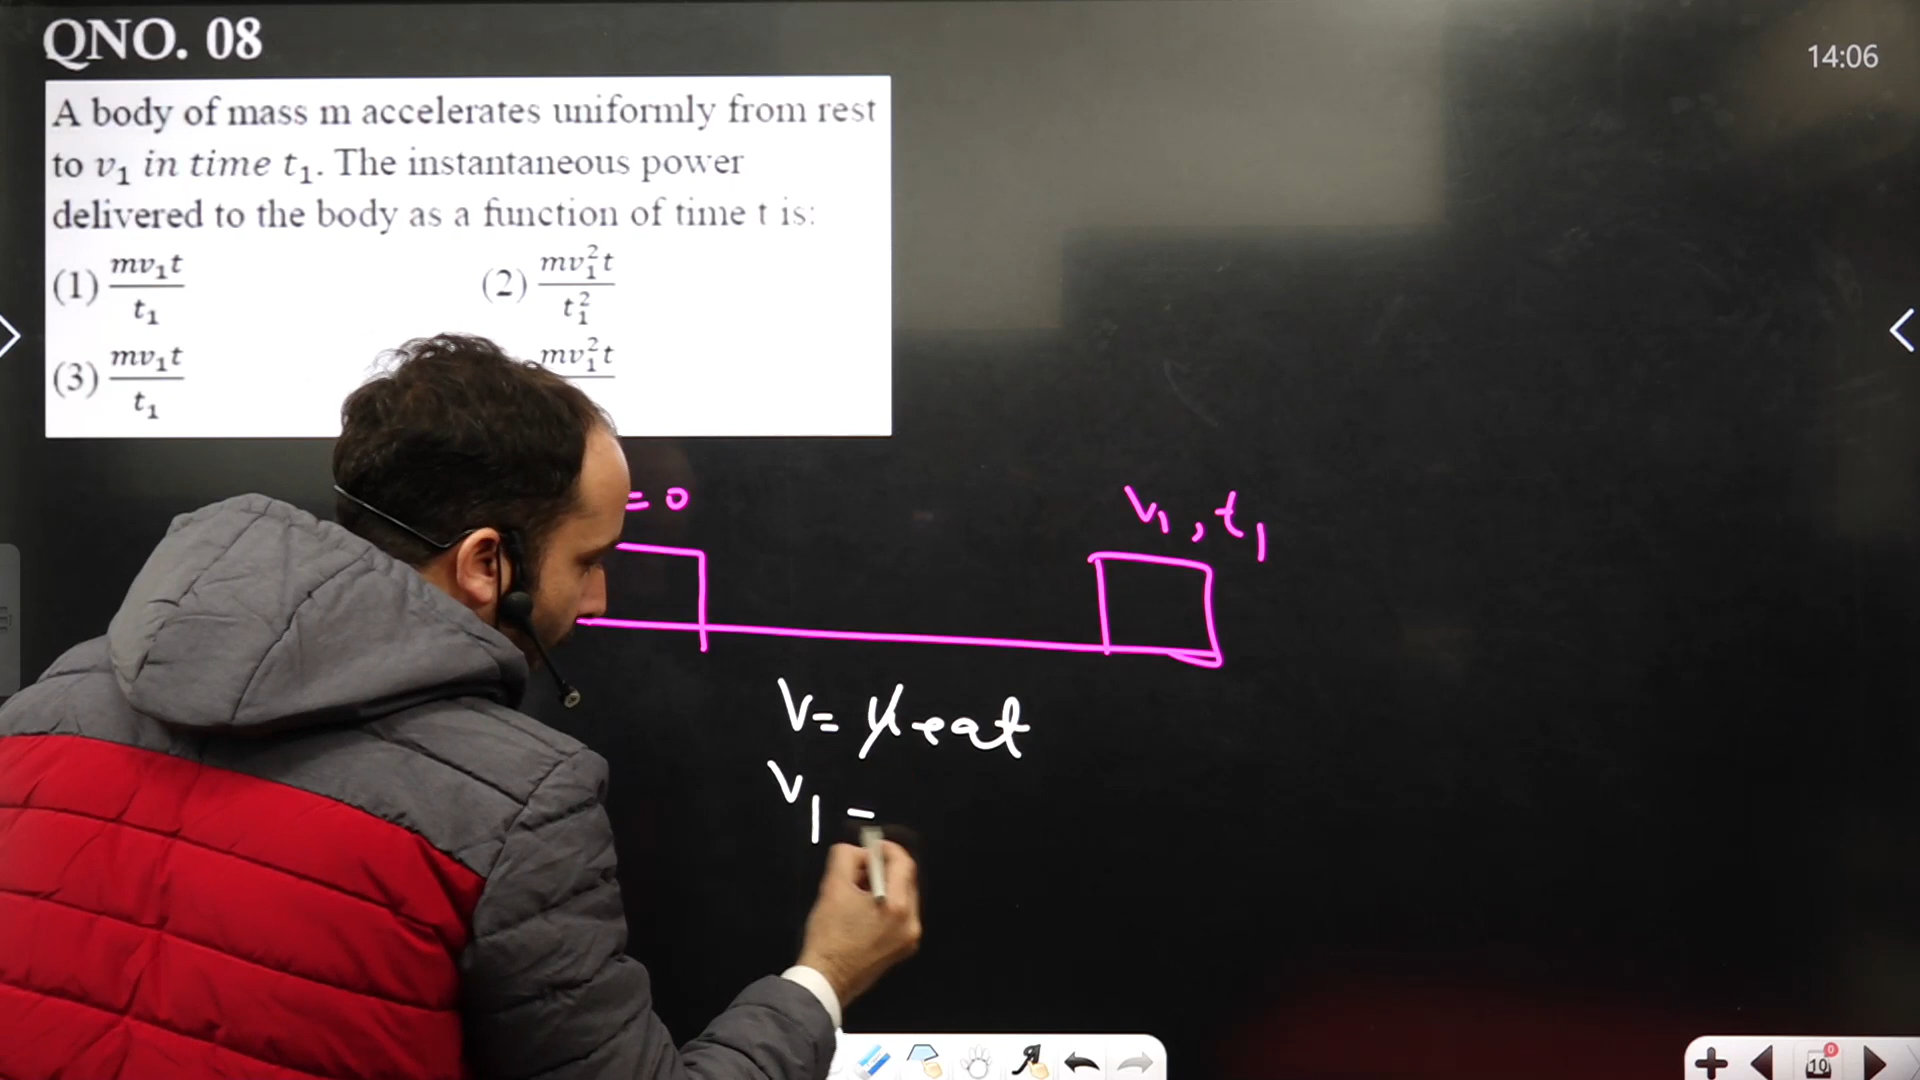 QNO. 08
14:06
A body of mass m accelerates uniformly from rest
to v₁ in time t₁. The instantaneous power
delivered to the body as a function of time t is:
(1) mv₁t / t₁ (2) mv₁²t / t₁²
(3) mv₁t / t₁ mv₁²t
= 0
v₁, t₁
V = u+at
V₁ =
10
0